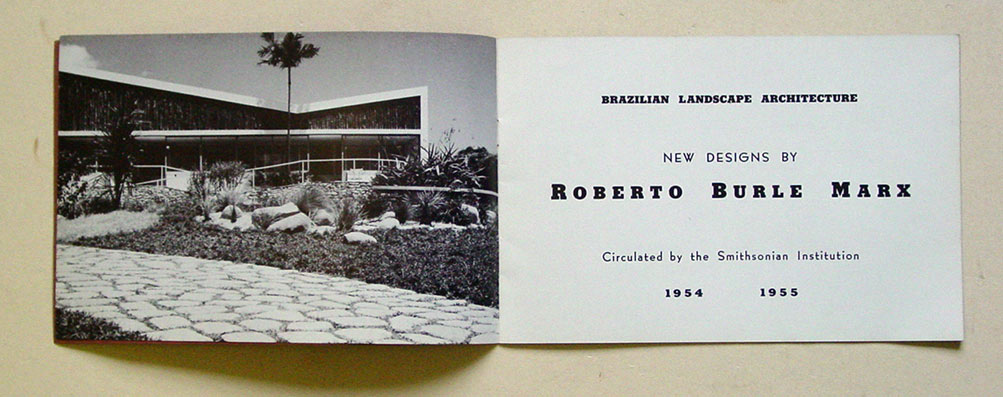 BRAZILIAN LANDSCAPE ARCHITECTURE
NEW DESIGNS BY
ROBERTO BURLE MARX
Circulated by the Smithsonian Institution
1954 1955